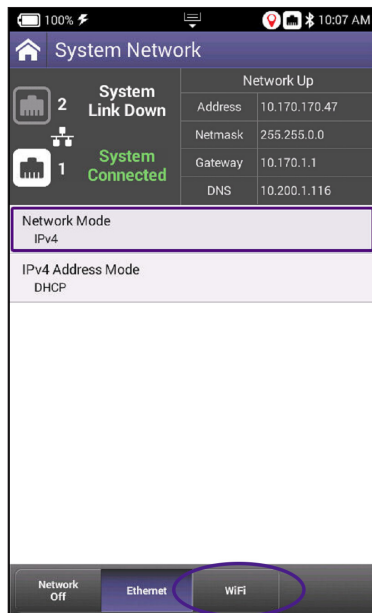 100%
10:07 AM
System Network
2
System
Link Down
1
System
Connected
Network Up
Address 10.170.170.47
Netmask 255.255.0.0
Gateway 10.170.1.1
DNS 10.200.1.116
Network Mode
IPv4
IPv4 Address Mode
DHCP
Network
Off
Ethernet
WiFi